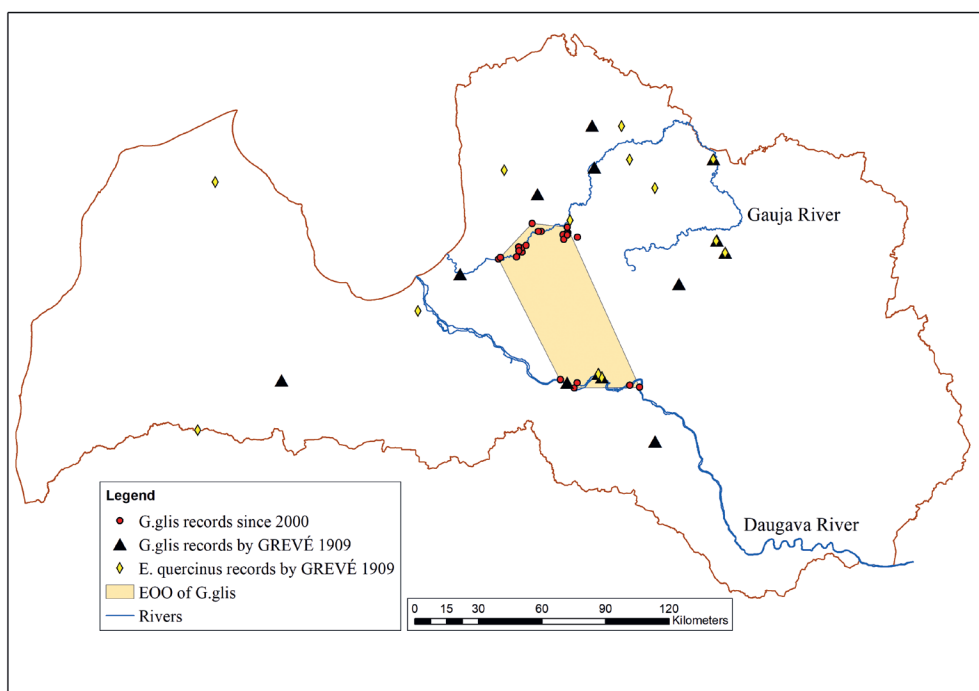 Gauja River
Daugava River
Legend
G.glis records since 2000
G.glis records by GREVÉ 1909
E. quercinus records by GREVÉ 1909
EOO of G.glis
Rivers
0 15 30 60 90 120
Kilometers